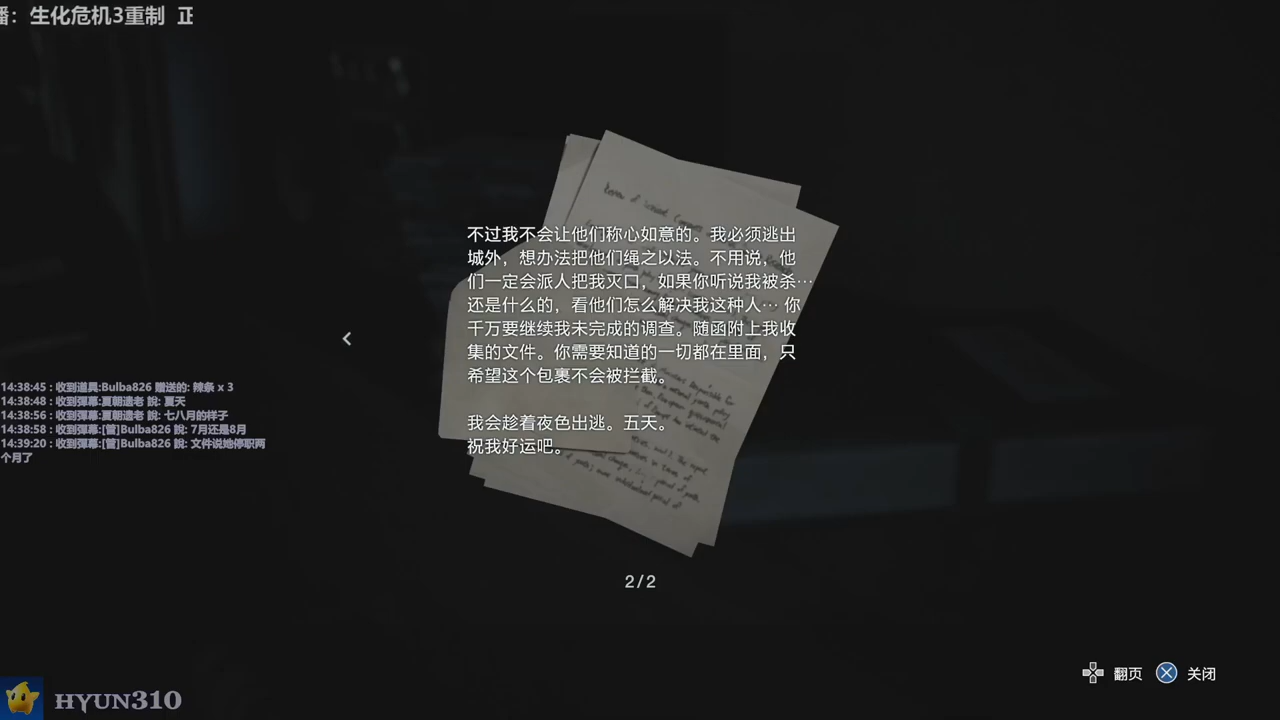 播：生化危机3重制 正
不过我不会让他们称心如意的。我必须逃出
城外，想办法把他们绳之以法。不用说，他
们一定会派人把我灭口，如果你听说我被杀…
还是什么的，看他们怎么解决我这种人… 你
千万要继续我未完成的调查。随函附上我收
集的文件。你需要知道的一切都在里面，只
希望这个包裹不会被拦截。
我会趁着夜色出逃。五天。
祝我好运吧。
14:38:45 : 收到道具:Bulba826 赠送的: 辣条 x 3
14:38:48 : 收到彈幕:夏朝遗老 說: 夏天
14:38:56 : 收到彈幕:夏朝遗老 說: 七八月的样子
14:38:58 : 收到彈幕:[管]Bulba826 說: 7月还是8月
14:39:20 : 收到彈幕:[管]Bulba826 說: 文件说她停职两
个月了
2/2
翻页 关闭
HYUN310